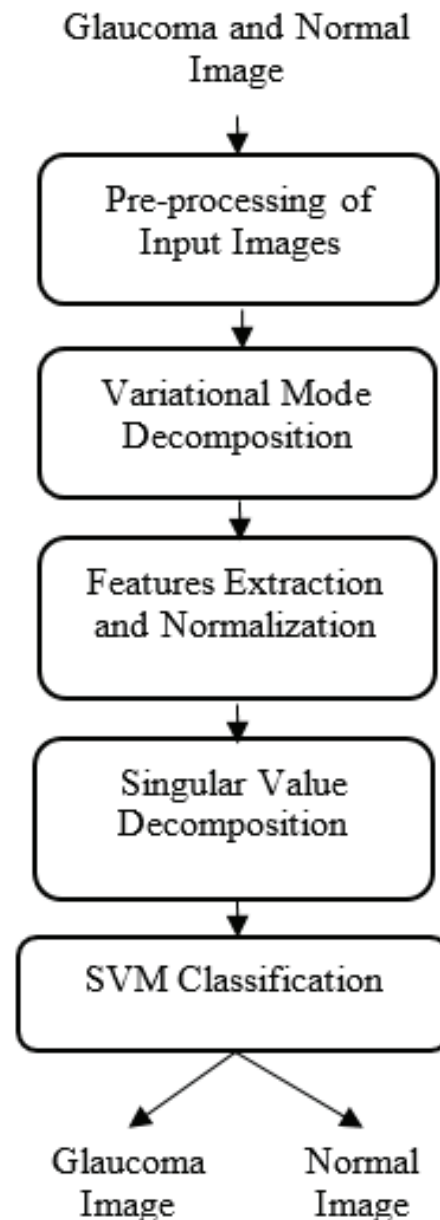 Glaucoma and Normal
Image
Pre-processing of
Input Images
Variational Mode
Decomposition
Features Extraction
and Normalization
Singular Value
Decomposition
SVM Classification
Glaucoma
Image
Normal
Image